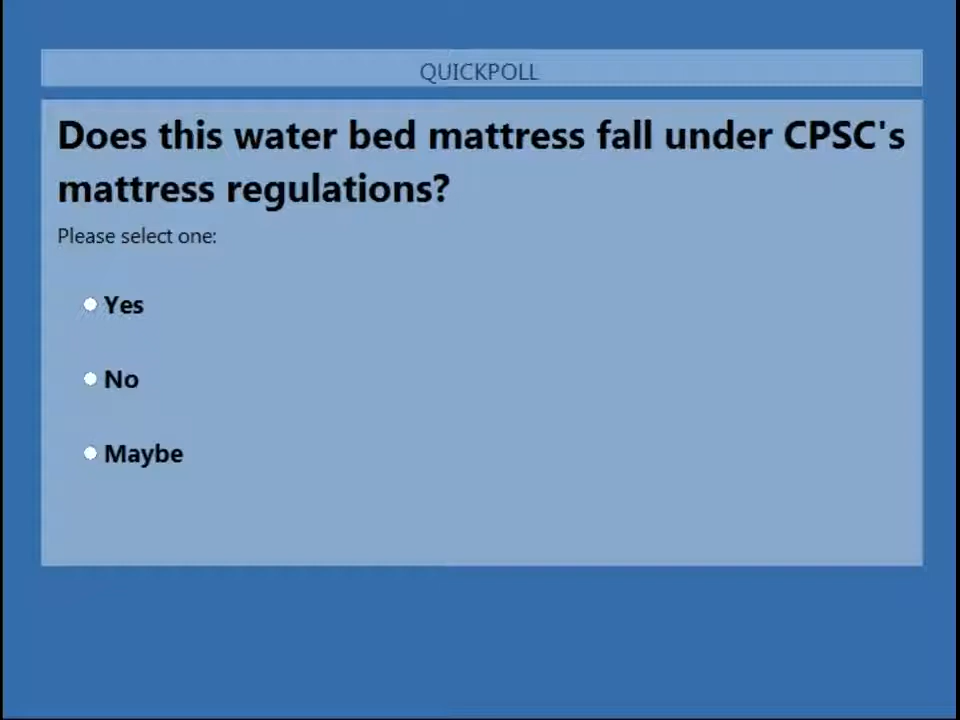 QUICKPOLL
Does this water bed mattress fall under CPSC's
mattress regulations?
Please select one:
Yes
No
Maybe